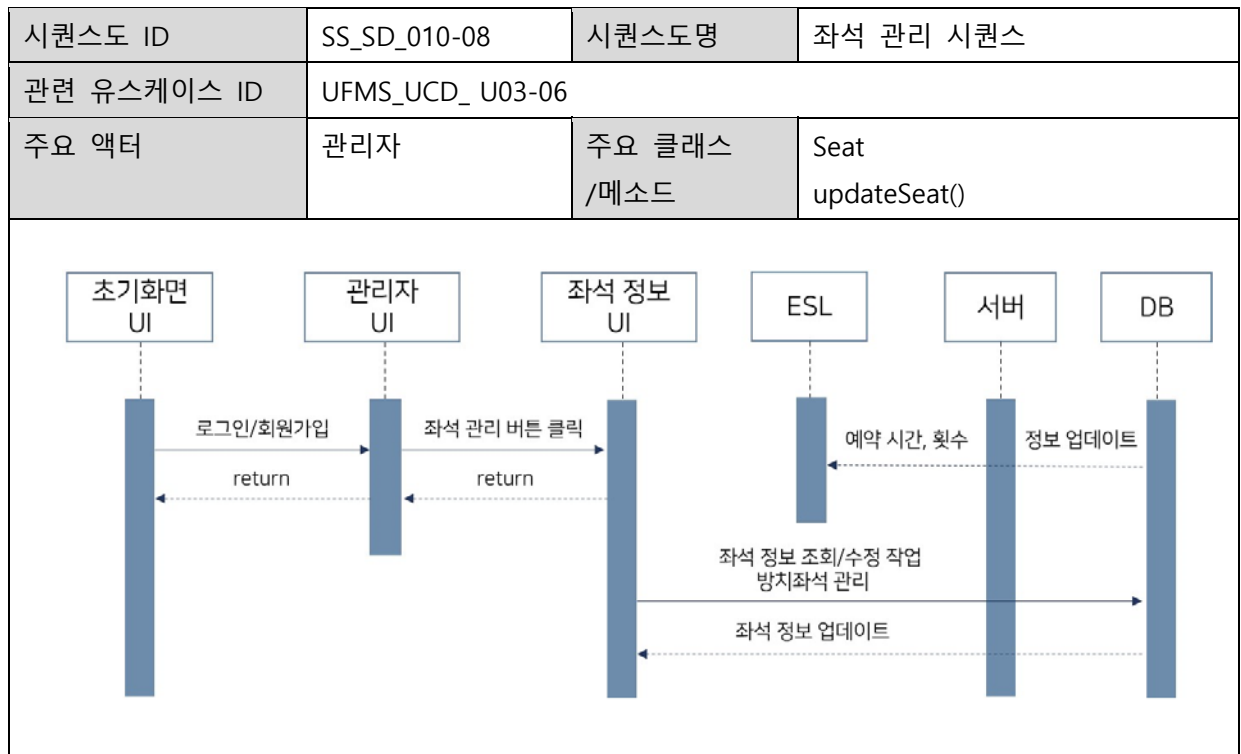 시퀀스도 ID SS_SD_010-08 시퀀스도명 좌석 관리 시퀀스
관련 유스케이스 ID UFMS_UCD_ U03-06
주요 액터 관리자 주요 클래스 Seat
/메소드 updateSeat()
초기화면 관리자 좌석 정보 ESL 서버 DB
UI UI UI
로그인/회원가입 좌석 관리 버튼 클릭 예약 시간, 횟수 정보 업데이트
return return
좌석 정보 조회/수정 작업
방치좌석 관리
좌석 정보 업데이트